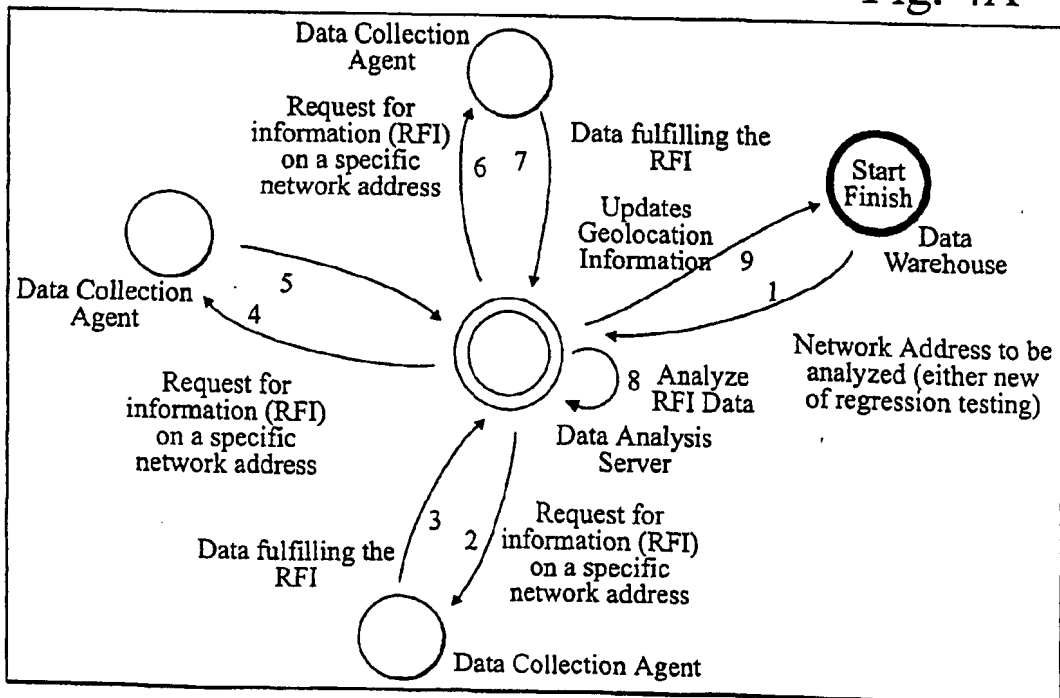 Fig. 4A
Data Collection
Agent
Request for
information (RFI)
on a specific
network address
6
7
Data fulfilling the
RFI
Start
Finish
Data
Warehouse
Updates
Geolocation
Information
9
1
Data Collection
Agent
5
4
Network Address to be
analyzed (either new
of regression testing)
8
Analyze
RFI Data
Data Analysis
Server
Request for
information (RFI)
on a specific
network address
3
2
Data fulfilling the
RFI
Request for
information (RFI)
on a specific
network address
Data Collection Agent